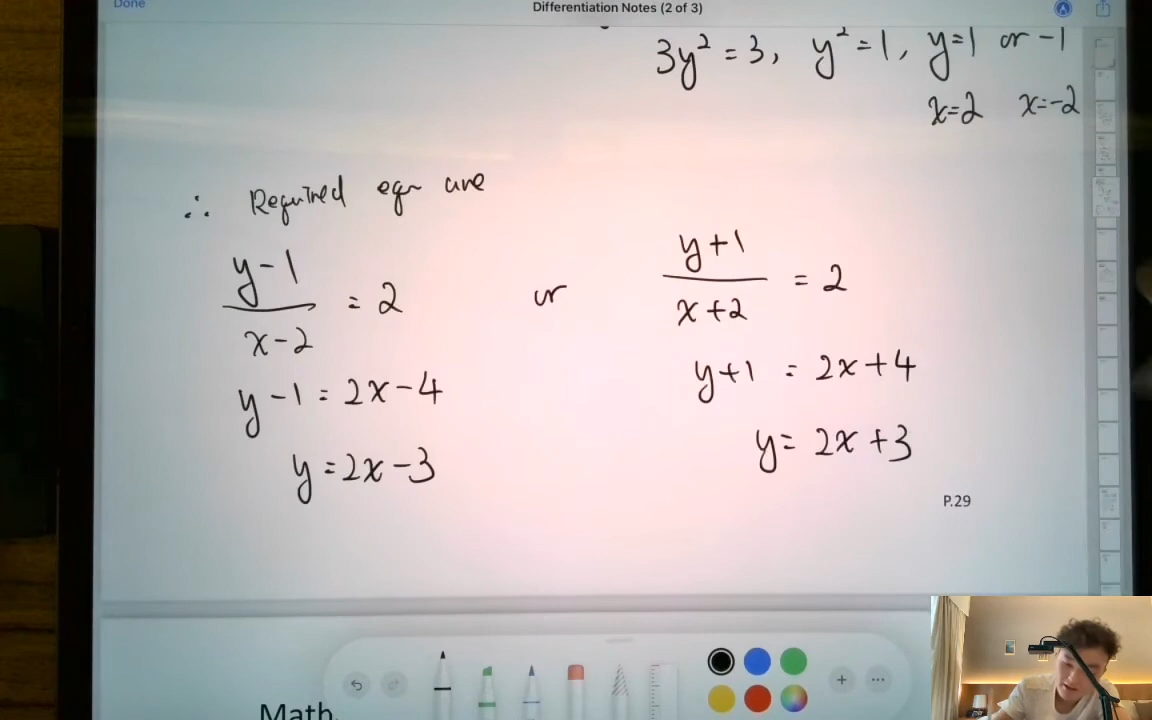 Done
Differentiation Notes (2 of 3)
3y² = 3, y² = 1, y=1 or -1
x=2 x=-2
∴ Required eqn are
y-1 / x-2 = 2 or y+1 / x+2 = 2
y-1 = 2x-4 y+1 = 2x+4
y=2x-3 y= 2x+3
P.29
Math